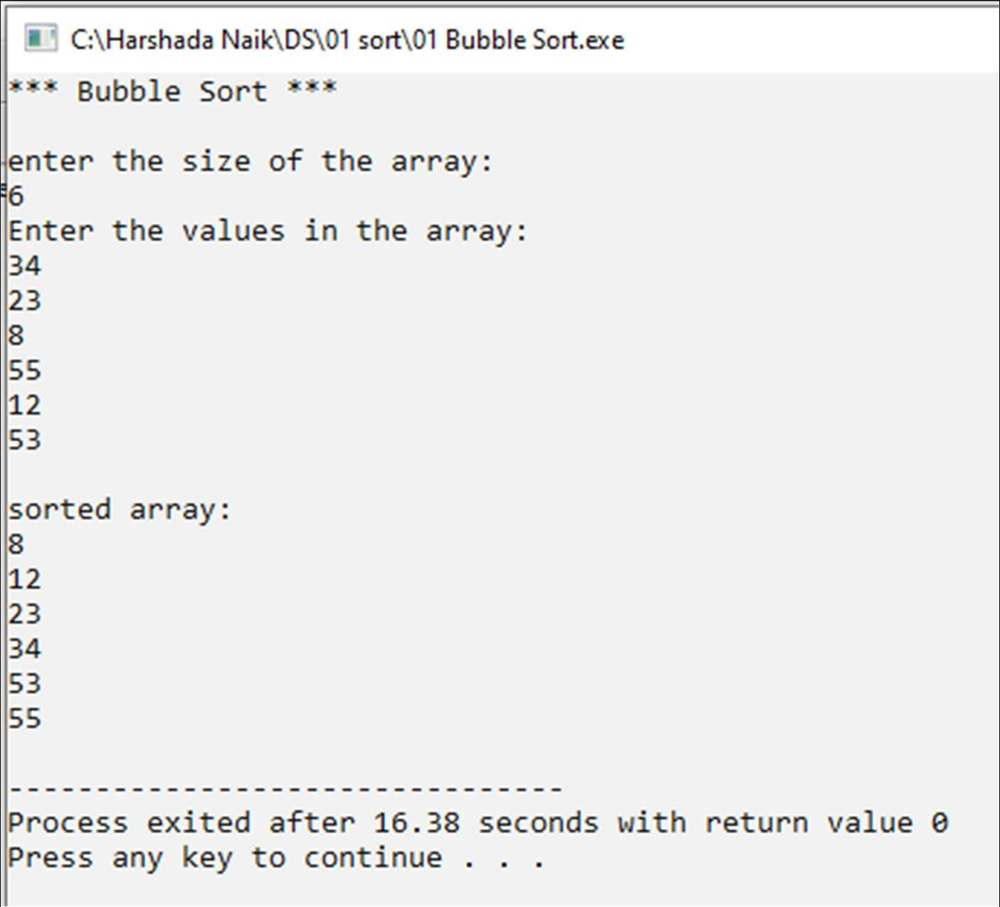 C:\Harshada Naik\DS\01 sort\01 Bubble Sort.exe
*** Bubble Sort ***
enter the size of the array:
6
Enter the values in the array:
34
23
8
55
12
53
sorted array:
8
12
23
34
53
55
--------------------------------
Process exited after 16.38 seconds with return value 0
Press any key to continue . . .